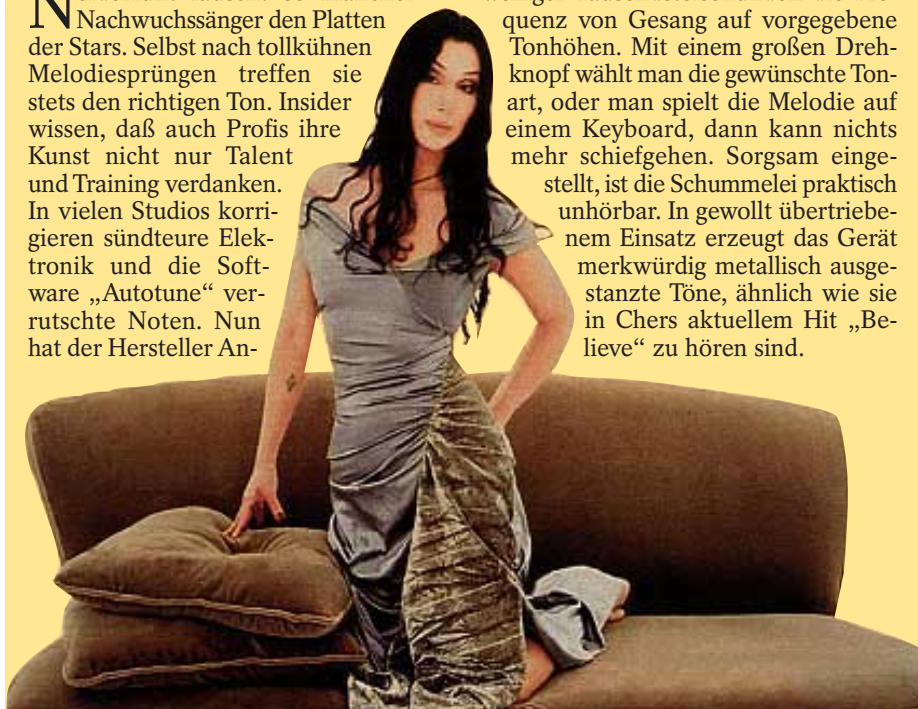 Nachwuchssänger den Platten
der Stars. Selbst nach tollkühnen
Melodiesprüngen treffen sie
stets den richtigen Ton. Insider
wissen, daß auch Profis ihre
Kunst nicht nur Talent
und Training verdanken.
In vielen Studios korri-
gieren sündteure Elek-
tronik und die Soft-
ware „Autotune“ ver-
rutschte Noten. Nun
hat der Hersteller An-
quenz von Gesang auf vorgegebene
Tonhöhen. Mit einem großen Dreh-
knopf wählt man die gewünschte Ton-
art, oder man spielt die Melodie auf
einem Keyboard, dann kann nichts
mehr schiefgehen. Sorgsam einge-
stellt, ist die Schummelei praktisch
unhörbar. In gewollt übertriebe-
nem Einsatz erzeugt das Gerät
merkwürdig metallisch ausge-
stanzte Töne, ähnlich wie sie
in Chers aktuellem Hit „Be-
lieve“ zu hören sind.